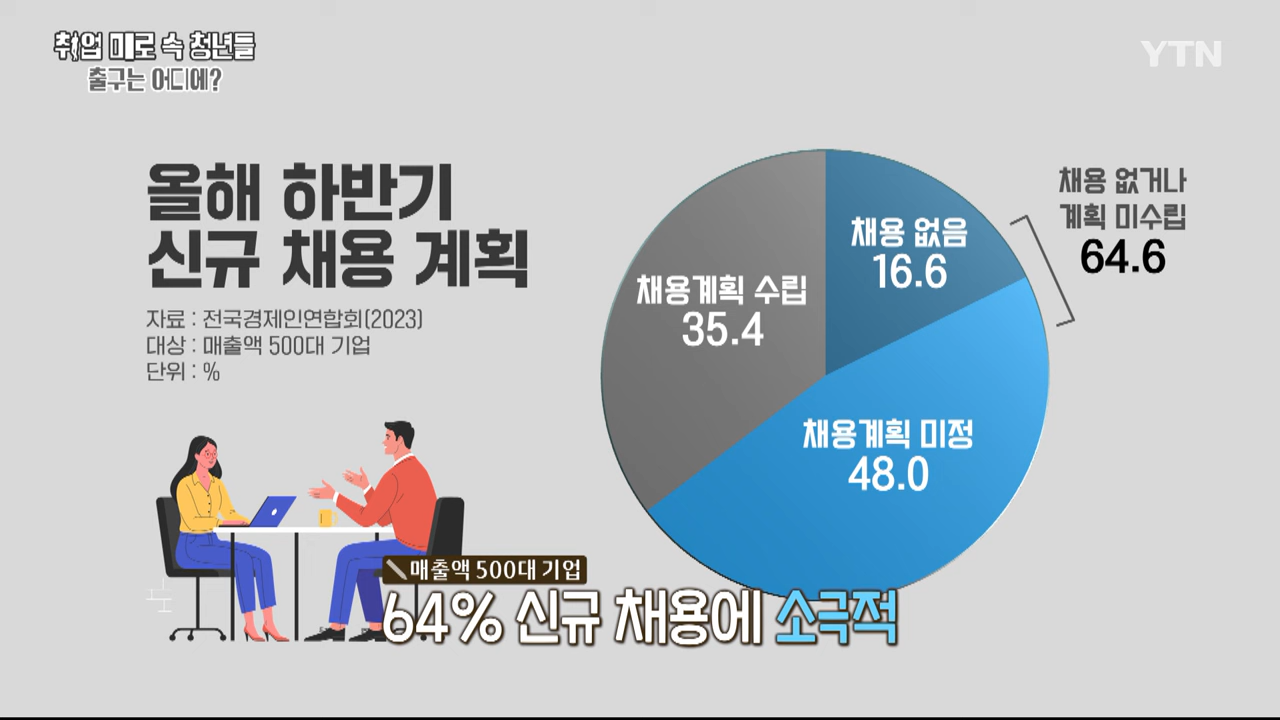 취업 미로 속 청년들
출구는 어디에?
YTN
올해 하반기
신규 채용 계획
자료 : 전국경제인연합회(2023)
대상 : 매출액 500대 기업
단위 : %
채용 없음
16.6
채용 없거나
계획 미수립
64.6
채용계획 수립
35.4
채용계획 미정
48.0
매출액 500대 기업
64% 신규 채용에 소극적